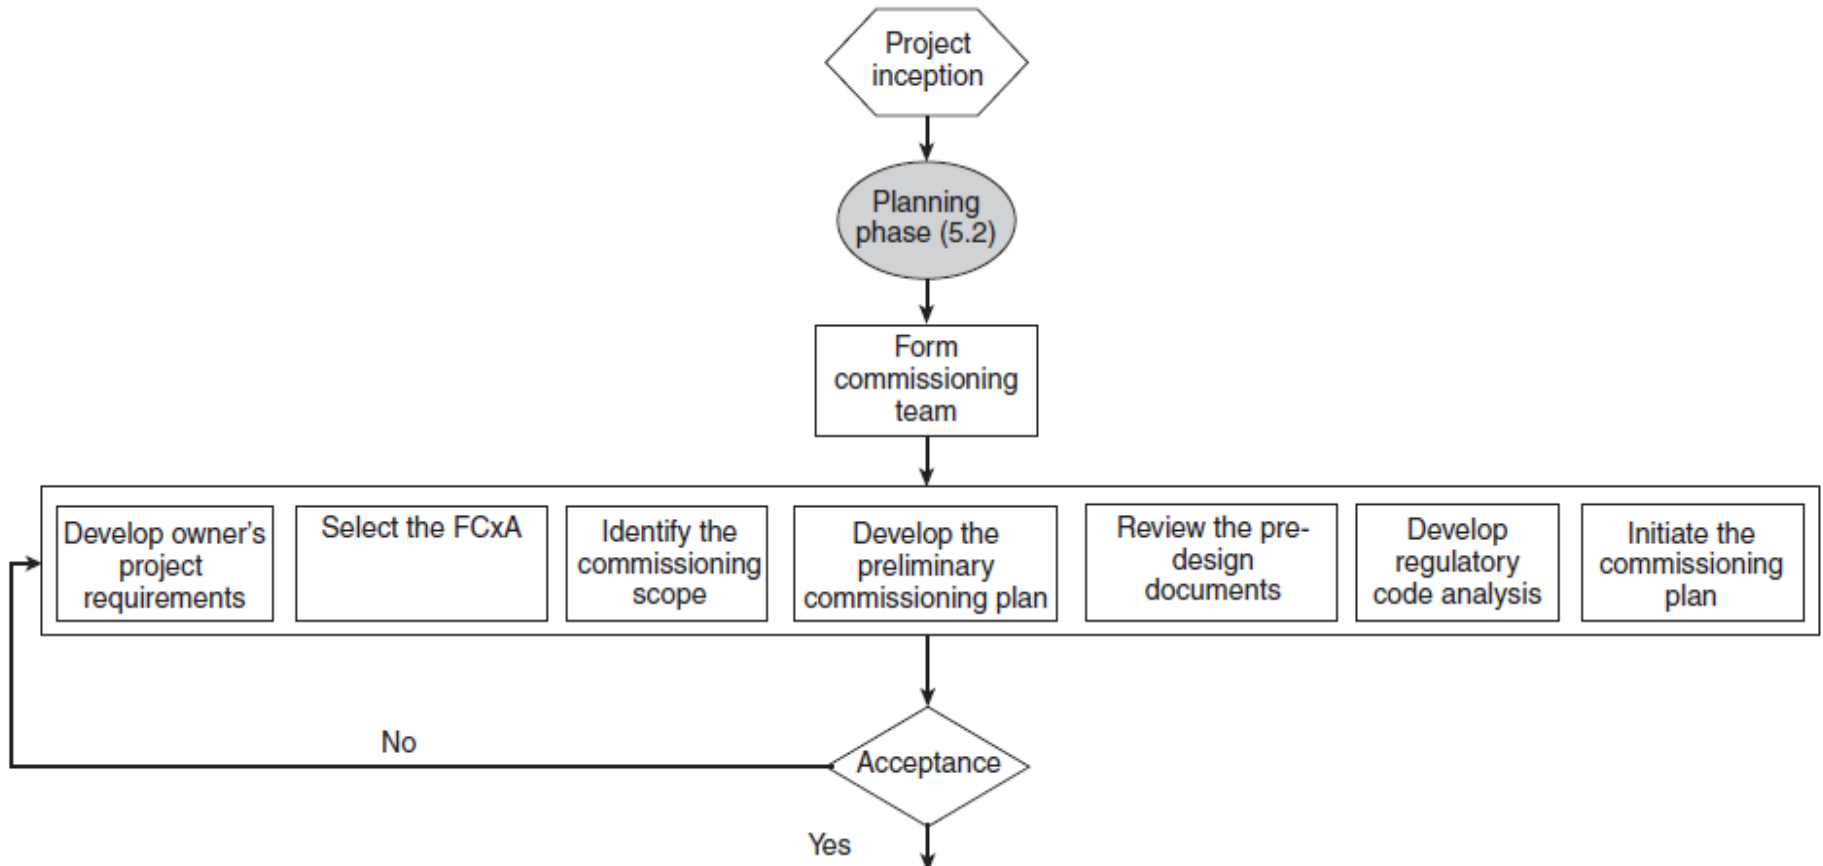 Project
inception
Planning
phase (5.2)
Form
commissioning
team
Develop owner’s
project
requirements
Select the FCxA
Identify the
commissioning
scope
Develop the
preliminary
commissioning plan
Review the pre-
design
documents
Develop
regulatory
code analysis
Initiate the
commissioning
plan
No
Acceptance
Yes